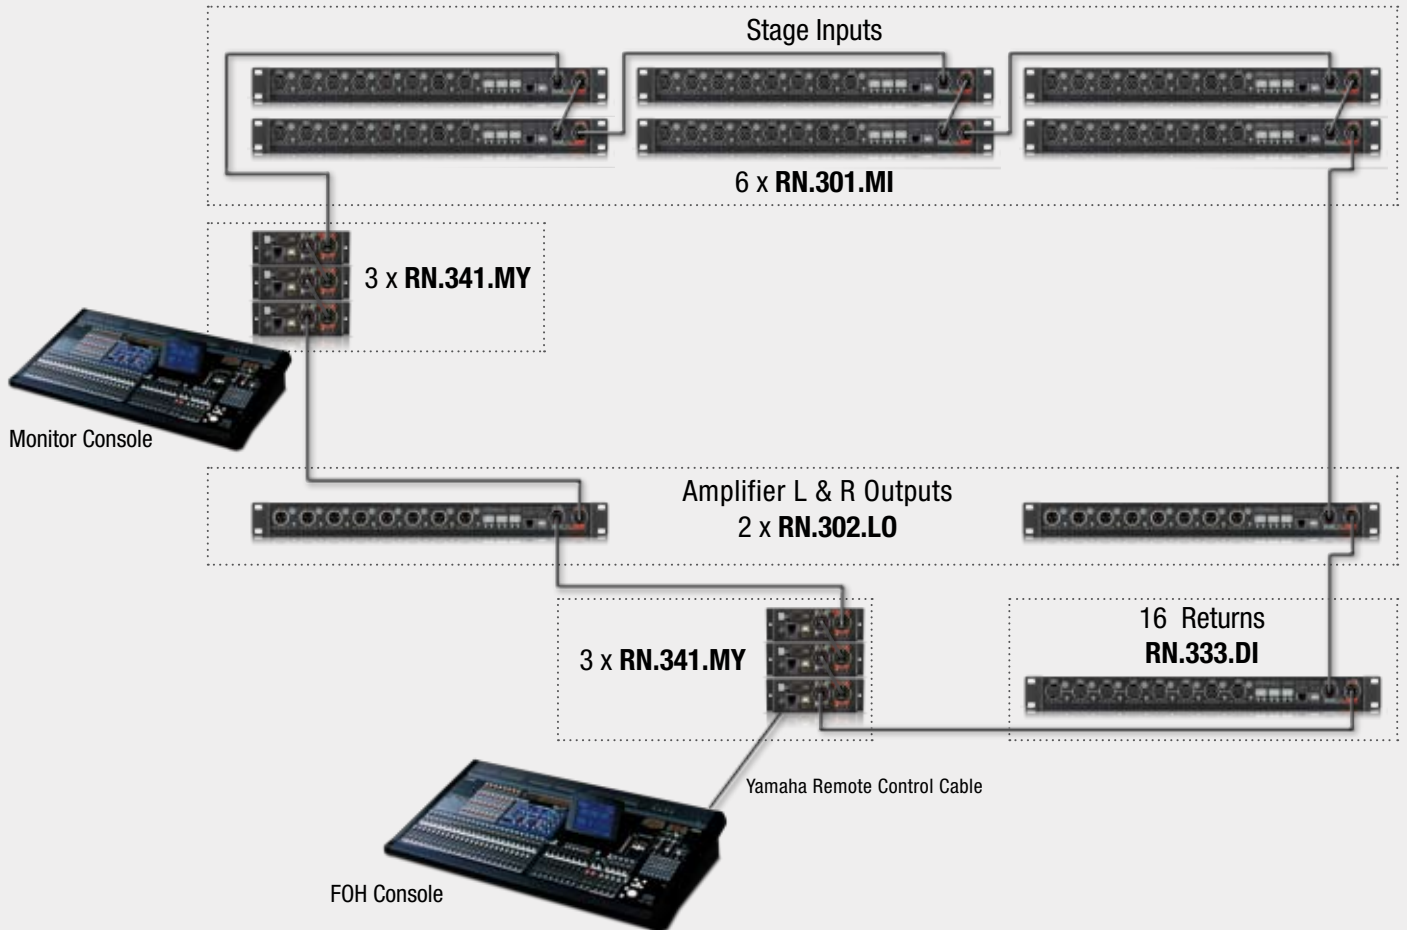 Stage Inputs
6 x RN.301.MI
3 x RN.341.MY
Monitor Console
Amplifier L & R Outputs
2 x RN.302.LO
3 x RN.341.MY
16 Returns
RN.333.DI
Yamaha Remote Control Cable
FOH Console